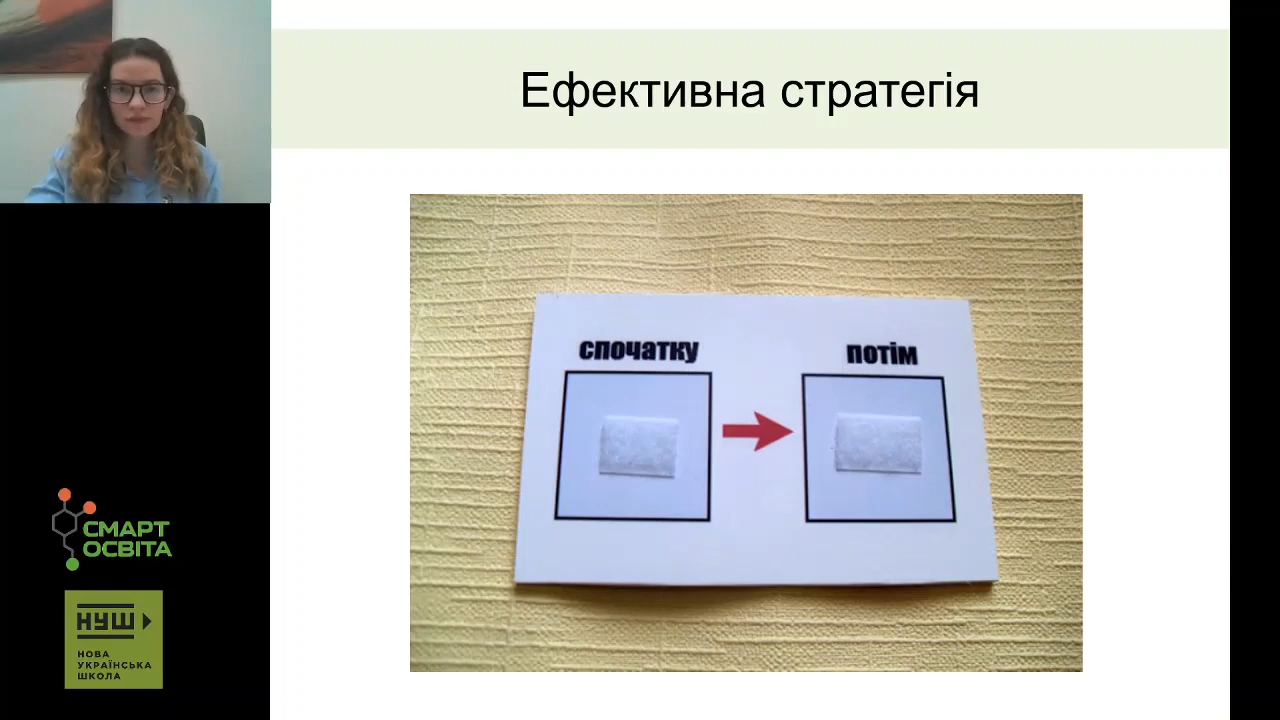 Ефективна стратегія
спочатку
потім
СМАРТ
ОСВІТА
НУШ
НОВА
УКРАЇНСЬКА
ШКОЛА